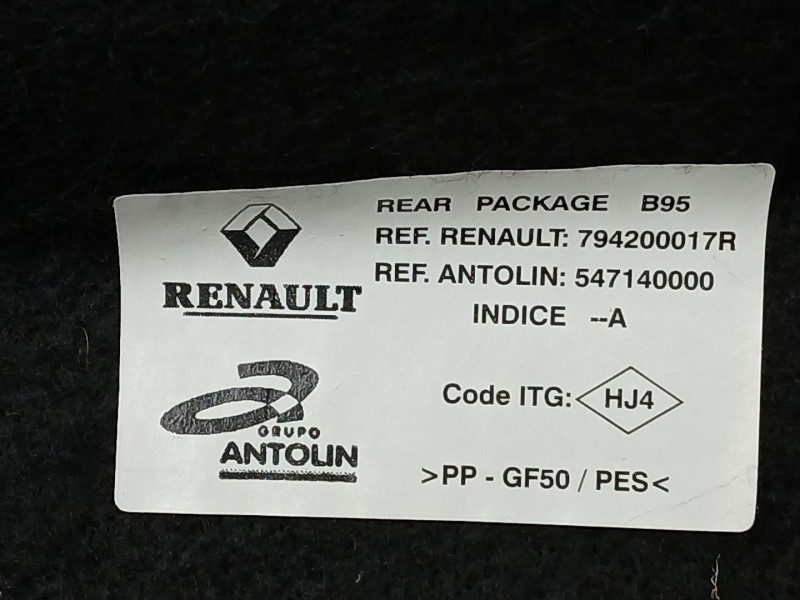 RENAULT
REAR PACKAGE B95
REF. RENAULT: 794200017R
REF. ANTOLIN: 547140000
INDICE --A
Code ITG: HJ4
GRUPO
ANTOLIN
>PP - GF50 / PES<